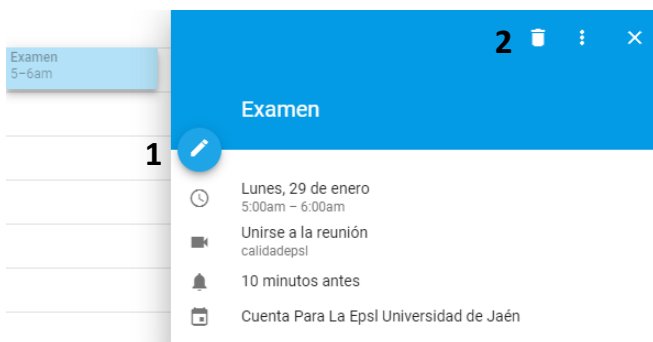 Examen
5–6am
2
Examen
1
Lunes, 29 de enero
5:00am – 6:00am
Unirse a la reunión
calidadepsl
10 minutos antes
Cuenta Para La Epsl Universidad de Jaén